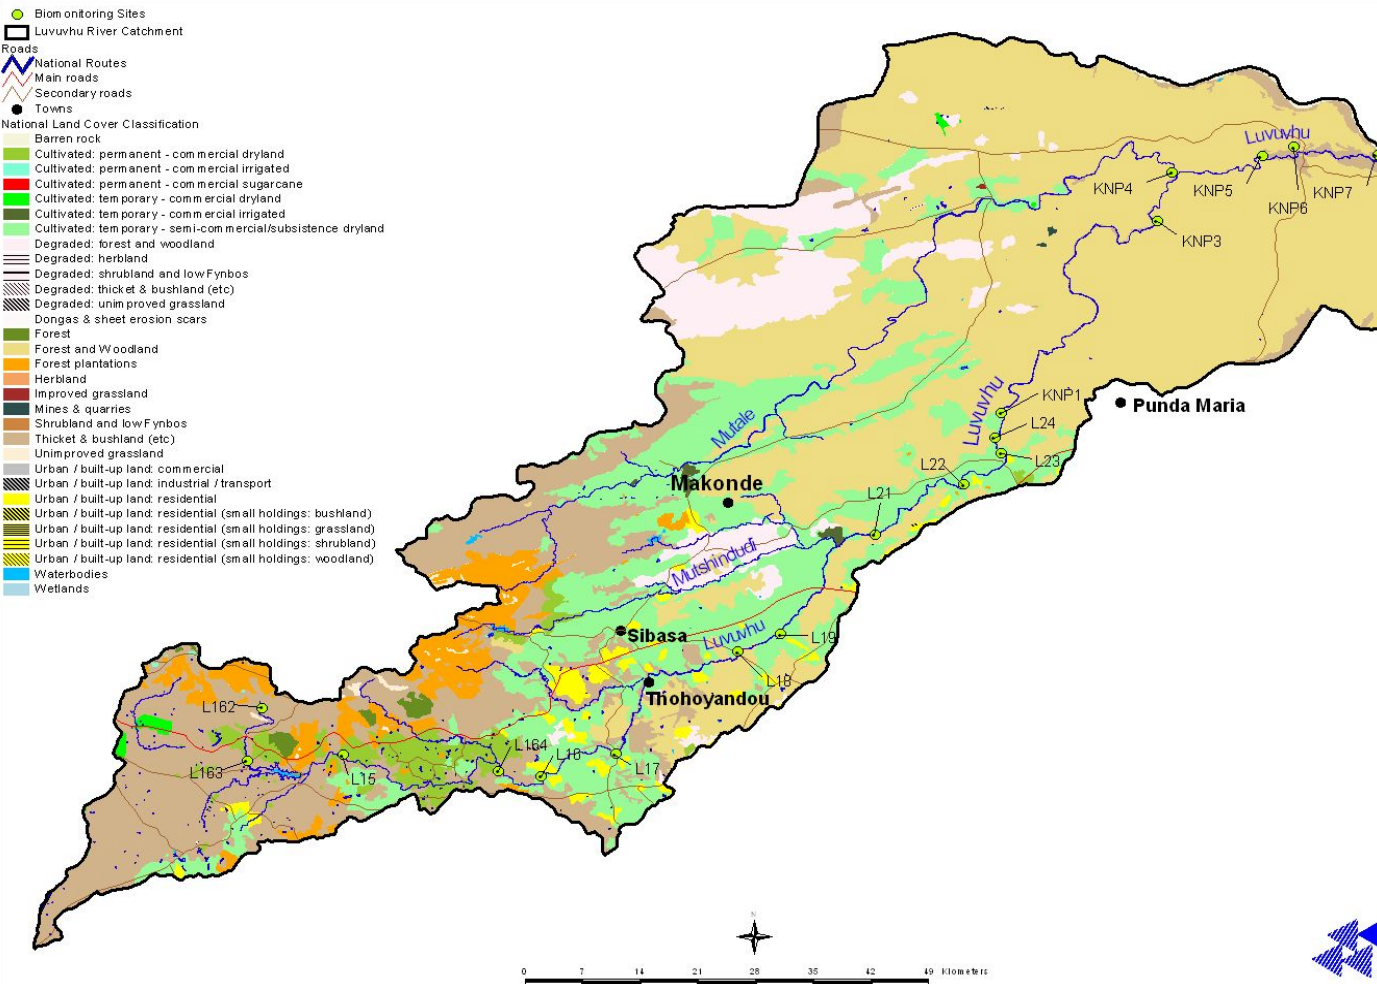 Biomonitoring Sites
Luvuvhu River Catchment
Roads
National Routes
Main roads
Secondary roads
Towns
National Land Cover Classification
Barren rock
Cultivated: permanent - commercial dryland
Cultivated: permanent - commercial irrigated
Cultivated: permanent - commercial sugarcane
Cultivated: temporary - commercial dryland
Cultivated: temporary - commercial irrigated
Cultivated: temporary - semi-commercial/subsistence dryland
Degraded: forest and woodland
Degraded: herbland
Degraded: shrubland and low Fynbos
Degraded: thicket & bushland (etc)
Degraded: unimproved grassland
Dongas & sheet erosion scars
Forest
Forest and Woodland
Forest plantations
Herbland
Improved grassland
Mines & quarries
Shrubland and low Fynbos
Thicket & bushland (etc)
Unimproved grassland
Urban / built-up land: commercial
Urban / built-up land: industrial / transport
Urban / built-up land: residential
Urban / built-up land: residential (small holdings: bushland)
Urban / built-up land: residential (small holdings: grassland)
Urban / built-up land: residential (small holdings: shrubland)
Urban / built-up land: residential (small holdings: woodland)
Waterbodies
Wetlands
Luvuvhu
KNP4
KNP5
KNP7
KNP6
KNP3
KNP1
Punda Maria
Luvuvhu
L24
Mutale
L23
L22
Makonde
L21
Mutshindudi
Sibasa
Luvuvhu
L19
L18
Thohoyandou
L162
L164
L16
L17
L163
L15
N
0 7 14 21 28 35 42 49 Kilometers